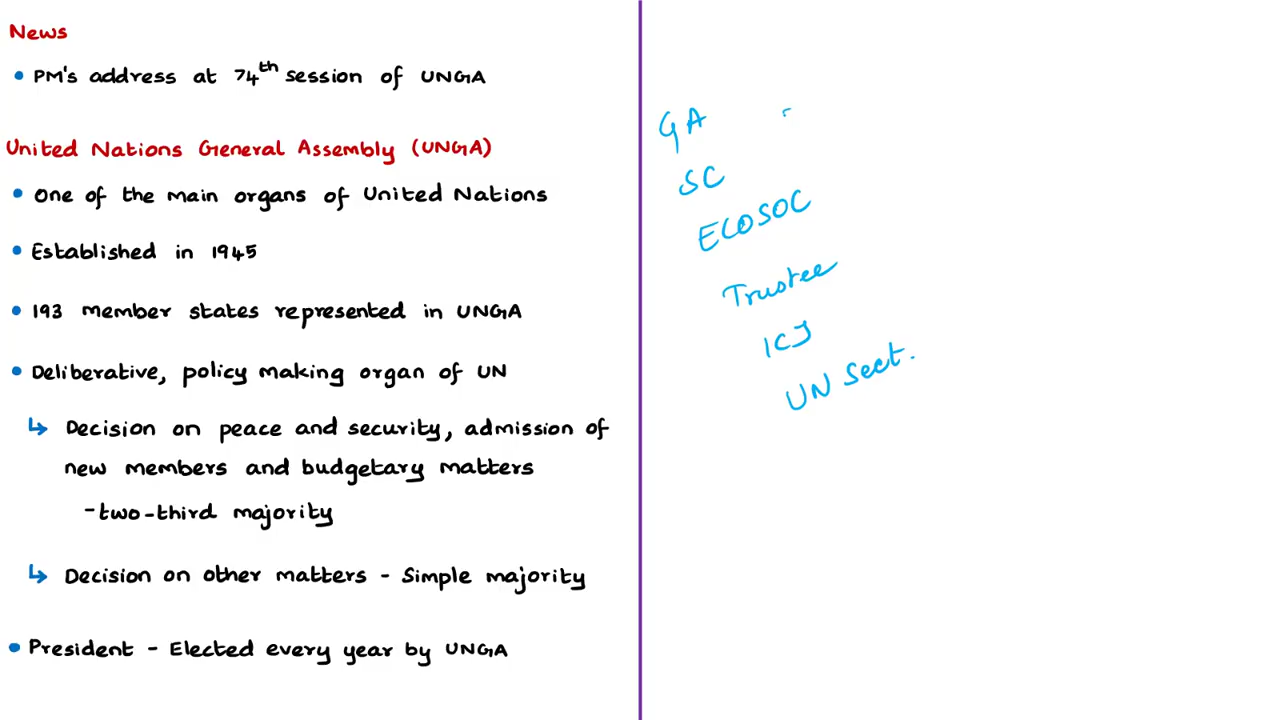 News
• PM's address at 74th session of UNGA
United Nations General Assembly (UNGA)
• One of the main organs of United Nations
• Established in 1945
• 193 member states represented in UNGA
• Deliberative, policy making organ of UN
↳ Decision on peace and security, admission of
new members and budgetary matters
-two-third majority
↳ Decision on other matters - Simple majority
• President - Elected every year by UNGA
GA
SC
ECOSOC
Trustee
ICJ
UN Sect.